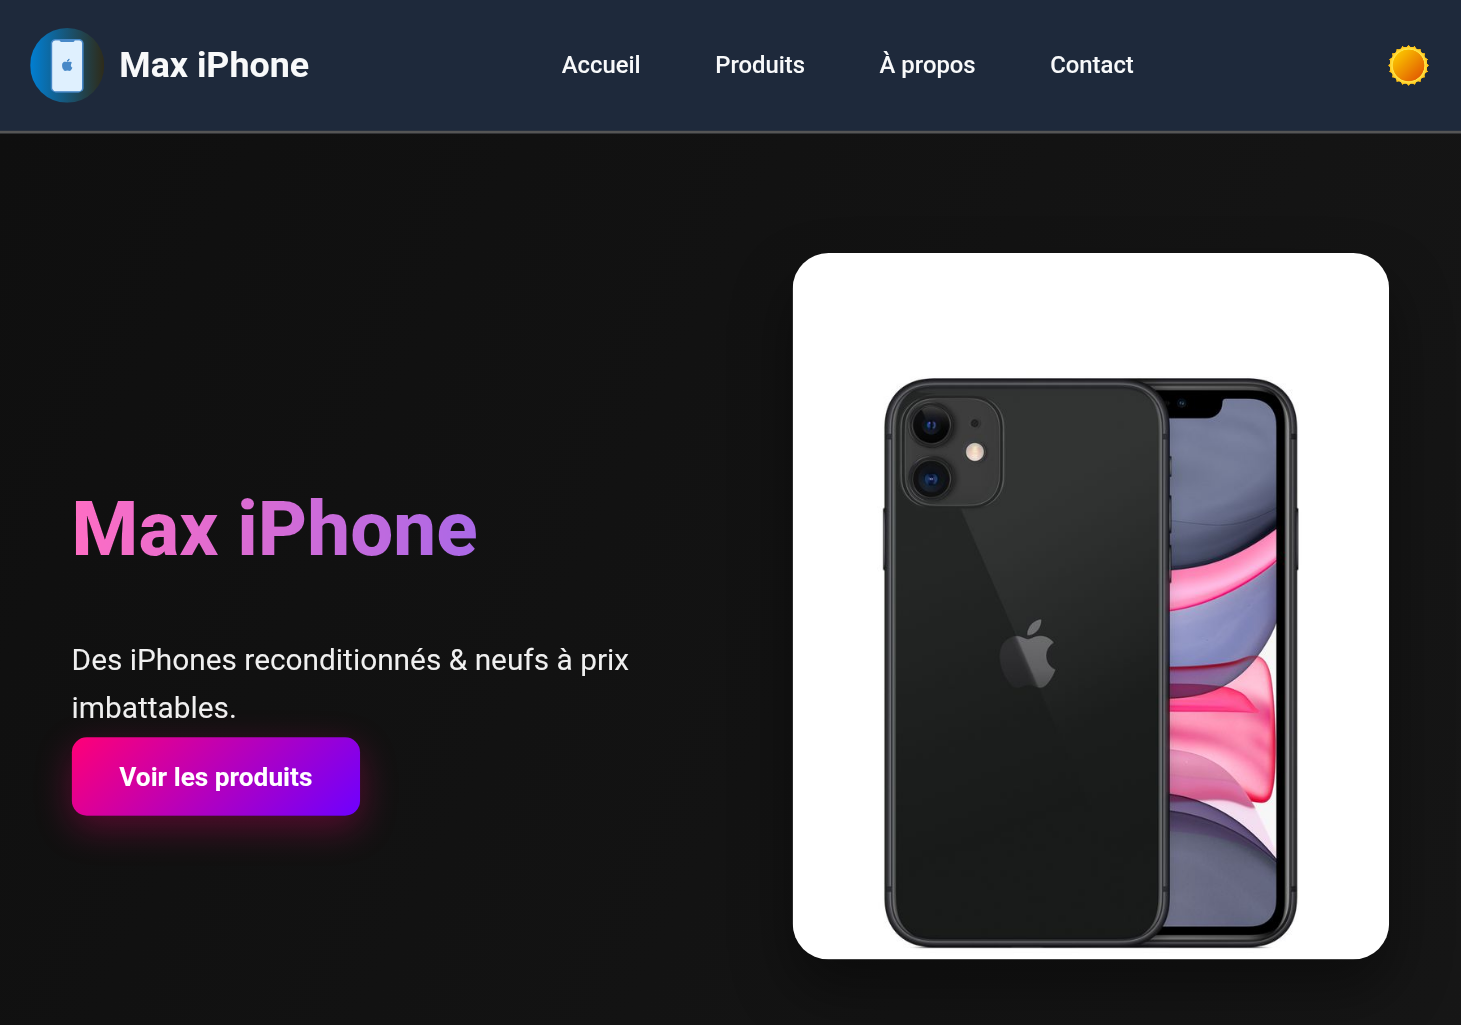 Max iPhone
Accueil
Produits
À propos
Contact
Max iPhone
Des iPhones reconditionnés & neufs à prix
imbattables.
Voir les produits